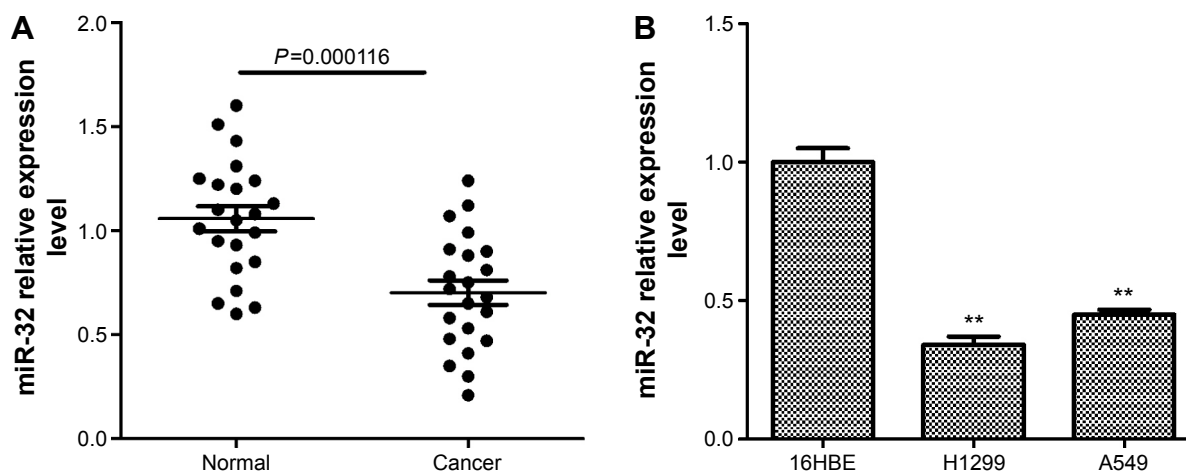 A
miR-32 relative expression
level
2.0
1.5
1.0
0.5
0.0
P=0.000116
Normal
Cancer
B
miR-32 relative expression
level
1.5
1.0
0.5
0.0
**
**
16HBE
H1299
A549